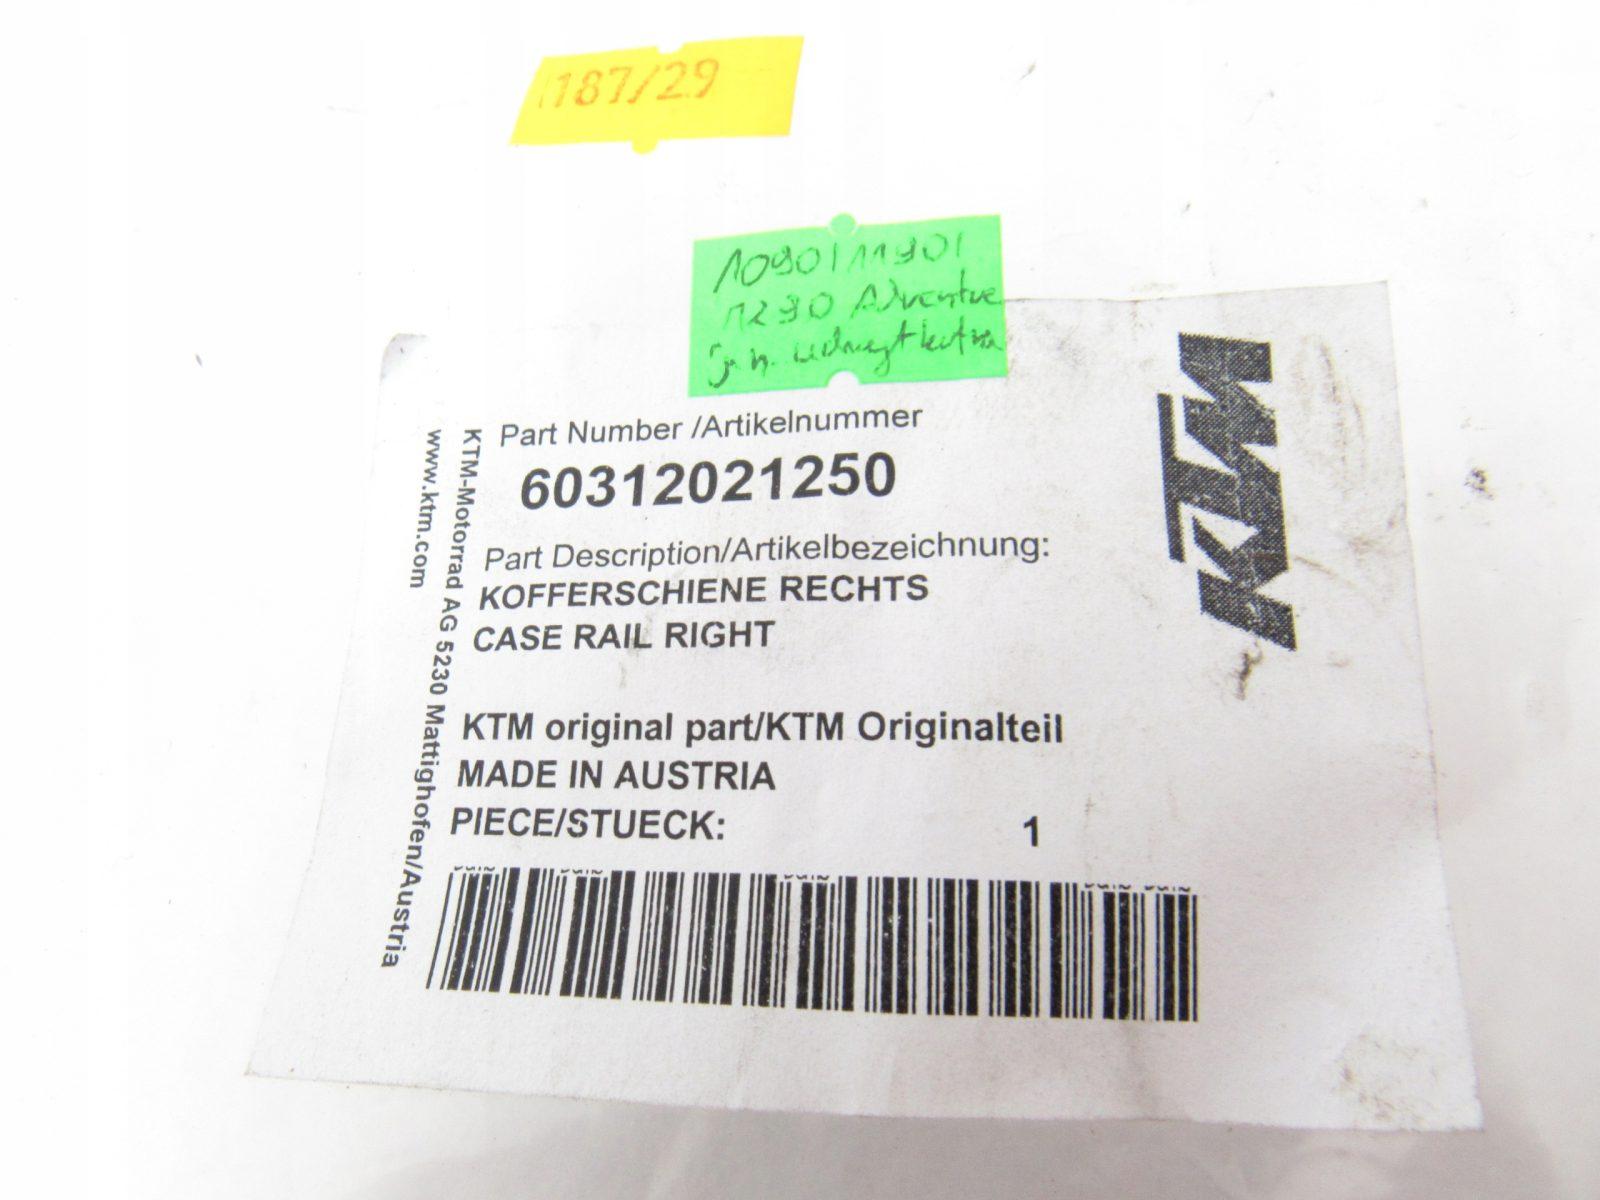 187/29
1090/1190/
1290 Adventure
Part Number /Artikelnummer
60312021250
Part Description/Artikelbezeichnung:
KOFFERSCHIENE RECHTS
CASE RAIL RIGHT
KTM original part/KTM Originalteil
MADE IN AUSTRIA
PIECE/STUECK: 1
KTM-Motorrad AG 5230 Mattighofen/Austria
www.ktm.com
KTM